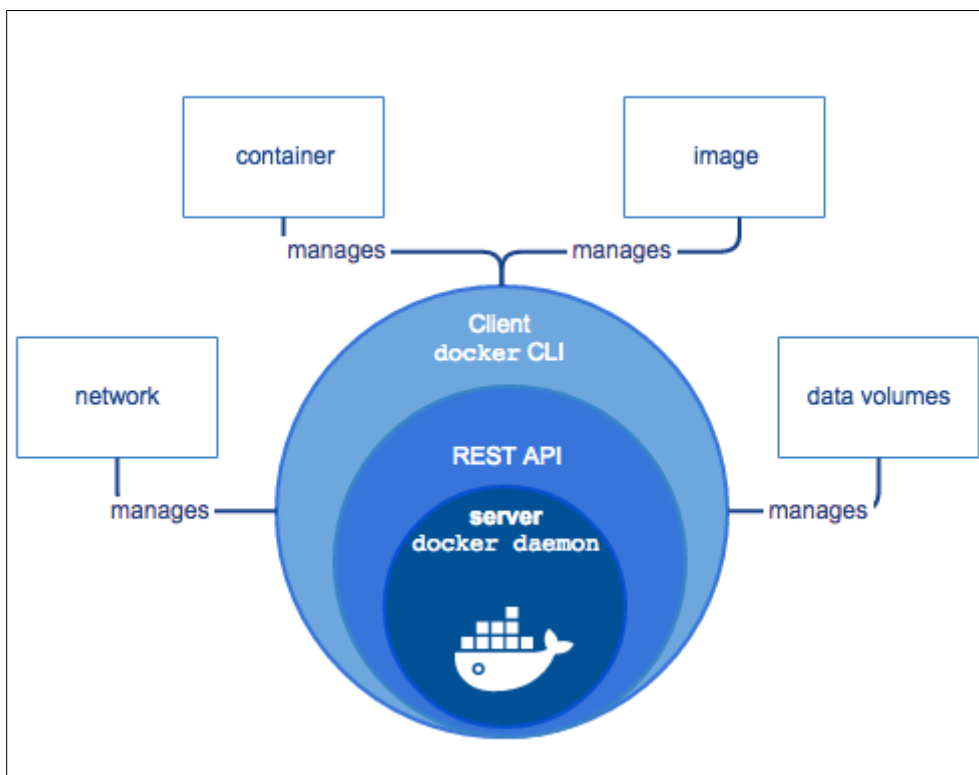 container
image
manages
manages
Client
docker CLI
network
data volumes
REST API
manages
manages
server
docker daemon